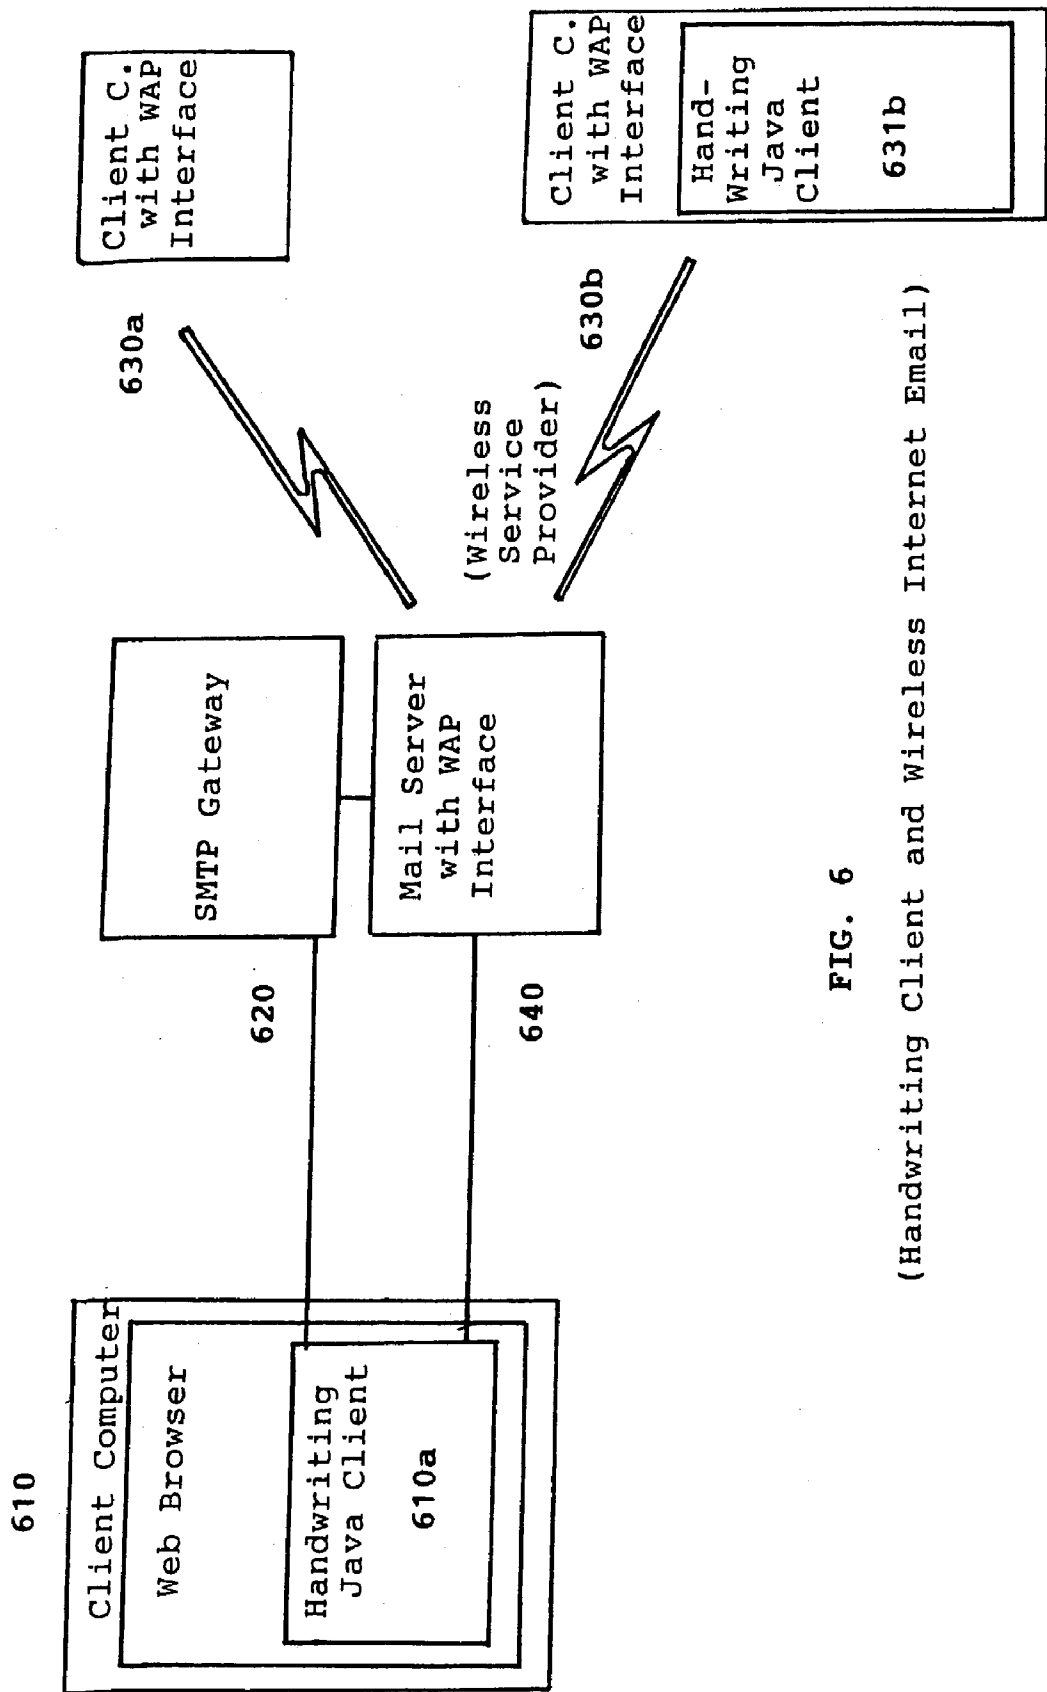 610
Client Computer
Web Browser
Handwriting
Java Client
610a
620
640
SMTP Gateway
Mail Server
with WAP
Interface
(Wireless
Service
Provider)
630a
Client C.
with WAP
Interface
630b
Client C.
with WAP
Interface
Hand-
Writing
Java
Client
631b
FIG. 6
(Handwriting Client and Wireless Internet Email)